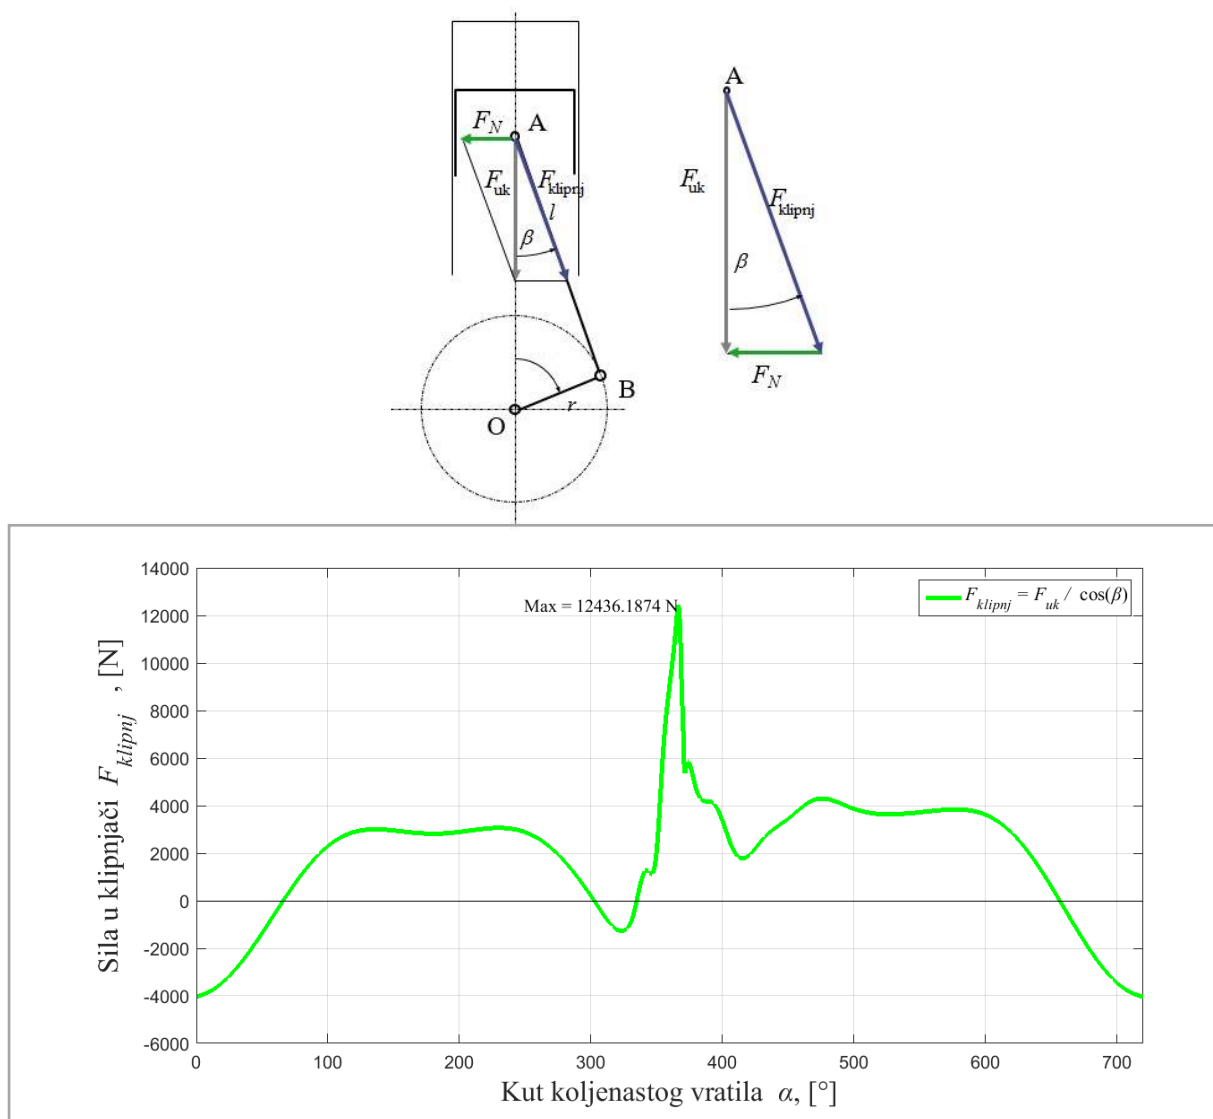 A
F_N
A
F_uk
F_klipnj
l
β
B
r
O
F_uk
F_klipnj
β
F_N
14000
12000
10000
8000
6000
4000
2000
0
-2000
-4000
-6000
Sila u klipnjači F_klipnj , [N]
Max = 12436.1874 N
F_klipnj = F_uk / cos(β)
0 100 200 300 400 500 600 700
Kut koljenastog vratila α, [°]